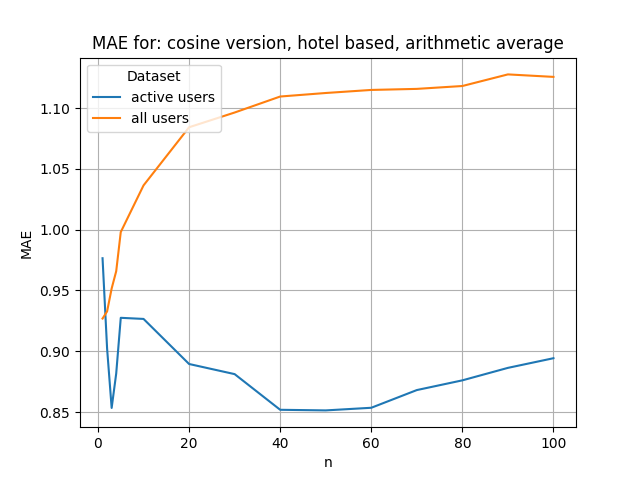 MAE for: cosine version, hotel based, arithmetic average
Dataset
active users
all users
1.10
1.05
1.00
0.95
0.90
0.85
MAE
0 20 40 60 80 100
n